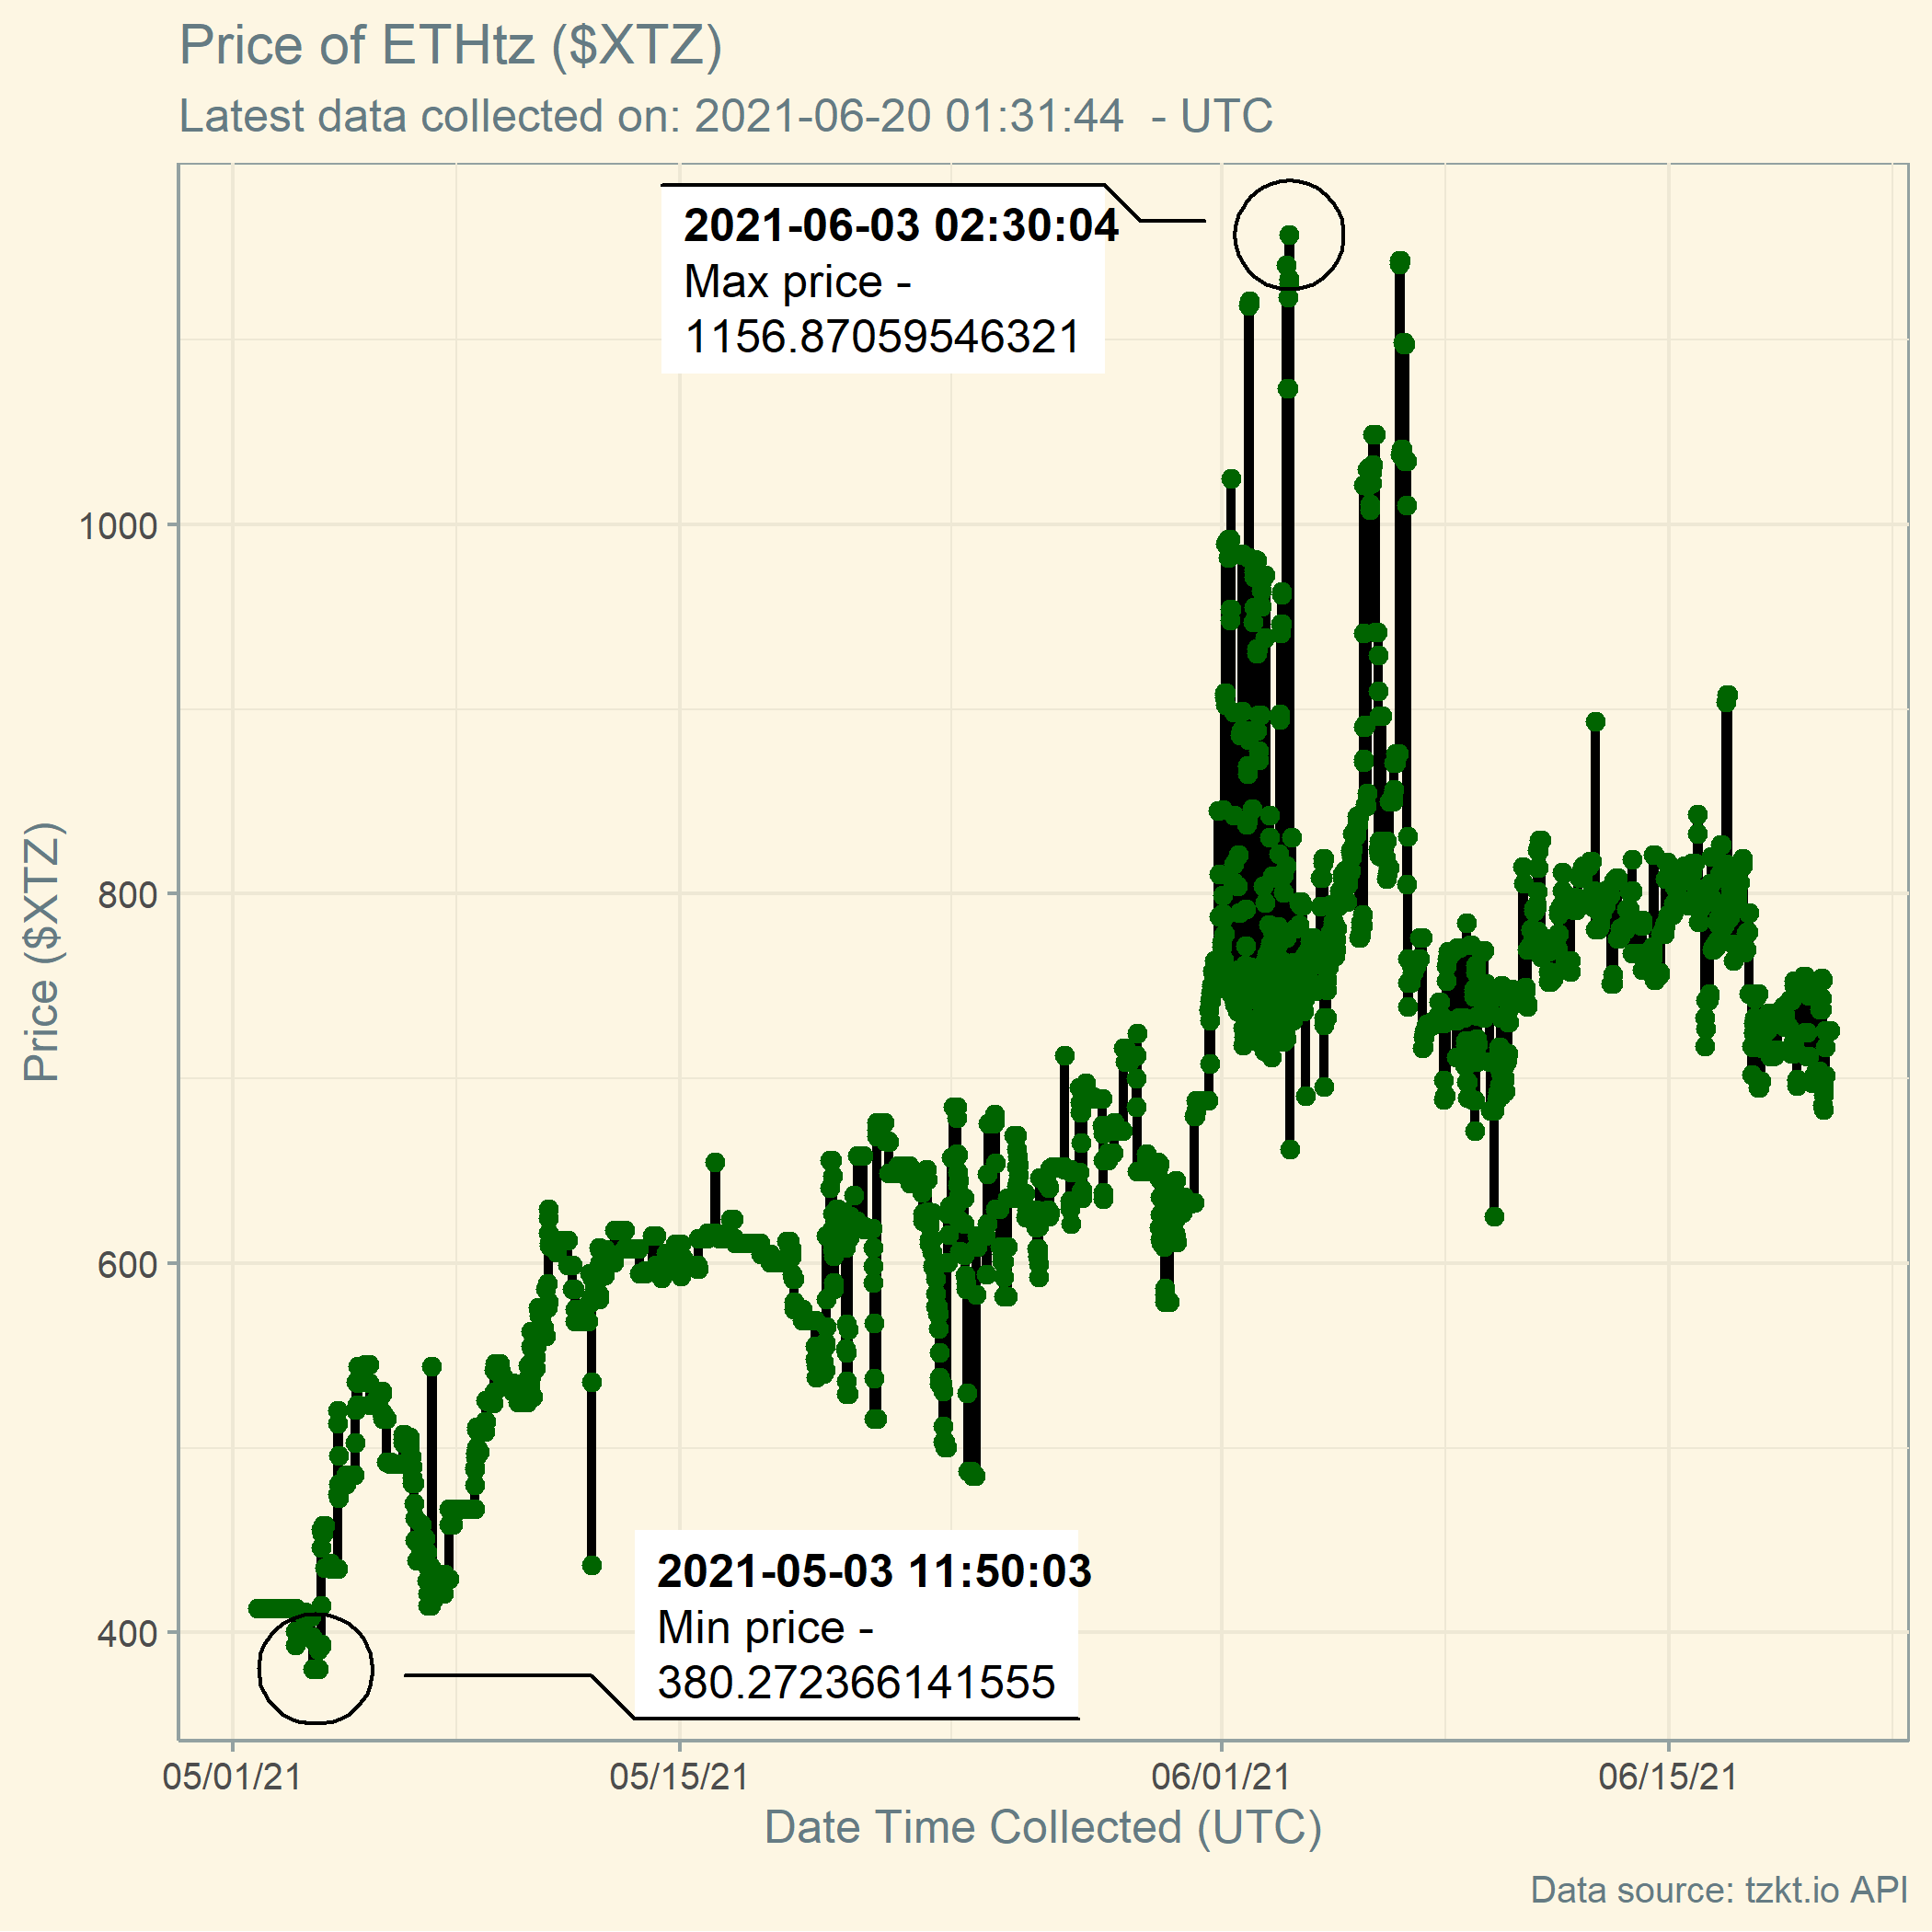 Price of ETHtz ($XTZ)
Latest data collected on: 2021-06-20 01:31:44  - UTC
2021-06-03 02:30:04
Max price -
1156.87059546321
1000
800
600
400
Price ($XTZ)
2021-05-03 11:50:03
Min price -
380.272366141555
05/01/21
05/15/21
06/01/21
06/15/21
Date Time Collected (UTC)
Data source: tzkt.io API